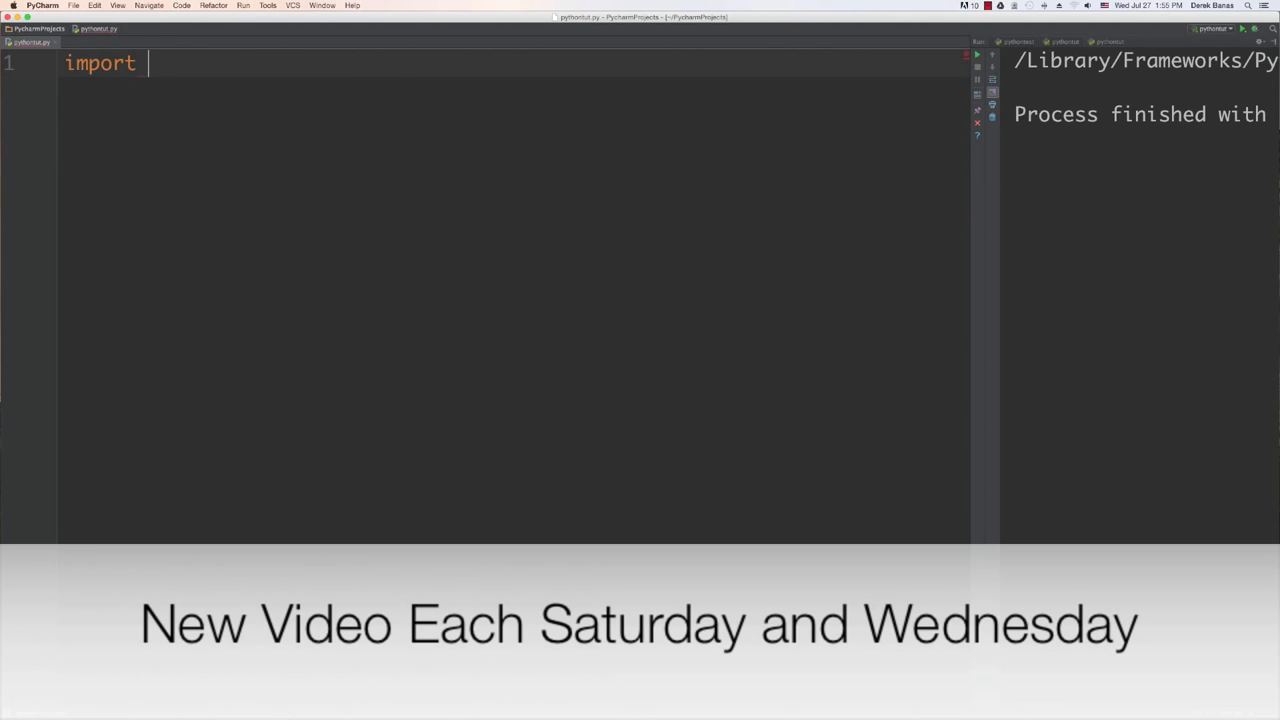 PyCharm File Edit View Navigate Code Refactor Run Tools VCS Window Help
10 Wed Jul 27 1:55 PM Derek Banas
pythontut.py - PycharmProjects - [~/PycharmProjects]
PycharmProjects pythontut.py
pythontut
pythontut.py
Run: pythontest pythontut pythontut
1 import
/Library/Frameworks/Py
Process finished with
?
New Video Each Saturday and Wednesday